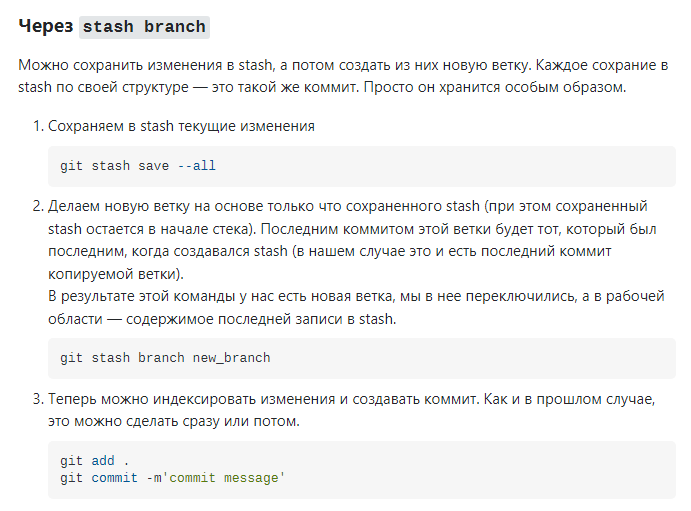 Через stash branch
Можно сохранить изменения в stash, а потом создать из них новую ветку. Каждое сохрание в
stash по своей структуре — это такой же коммит. Просто он хранится особым образом.
1. Сохраняем в stash текущие изменения
git stash save --all
2. Делаем новую ветку на основе только что сохраненного stash (при этом сохраненный
stash остается в начале стека). Последним коммитом этой ветки будет тот, который был
последним, когда создавался stash (в нашем случае это и есть последний коммит
копируемой ветки).
В результате этой команды у нас есть новая ветка, мы в нее переключились, а в рабочей
области — содержимое последней записи в stash.
git stash branch new_branch
3. Теперь можно индексировать изменения и создавать коммит. Как и в прошлом случае,
это можно сделать сразу или потом.
git add .
git commit -m'commit message'